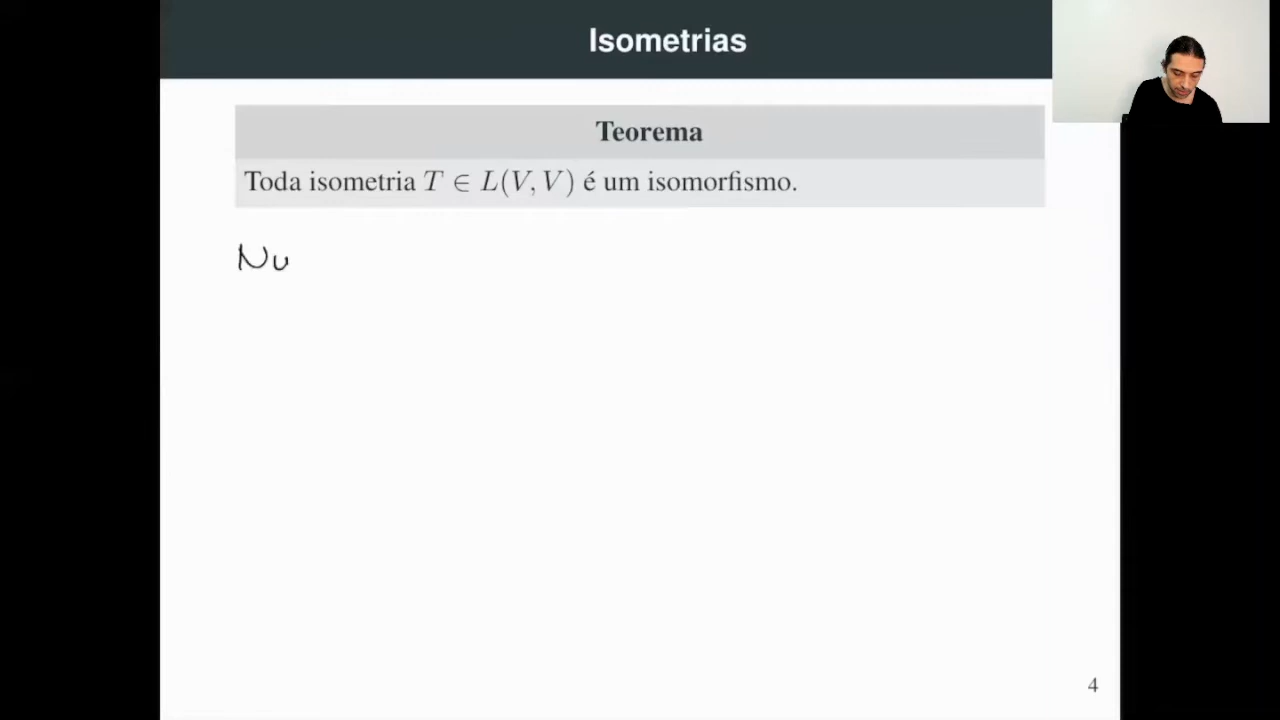 Isometrias
Teorema
Toda isometria T ∈ L(V, V) é um isomorfismo.
Nu
4